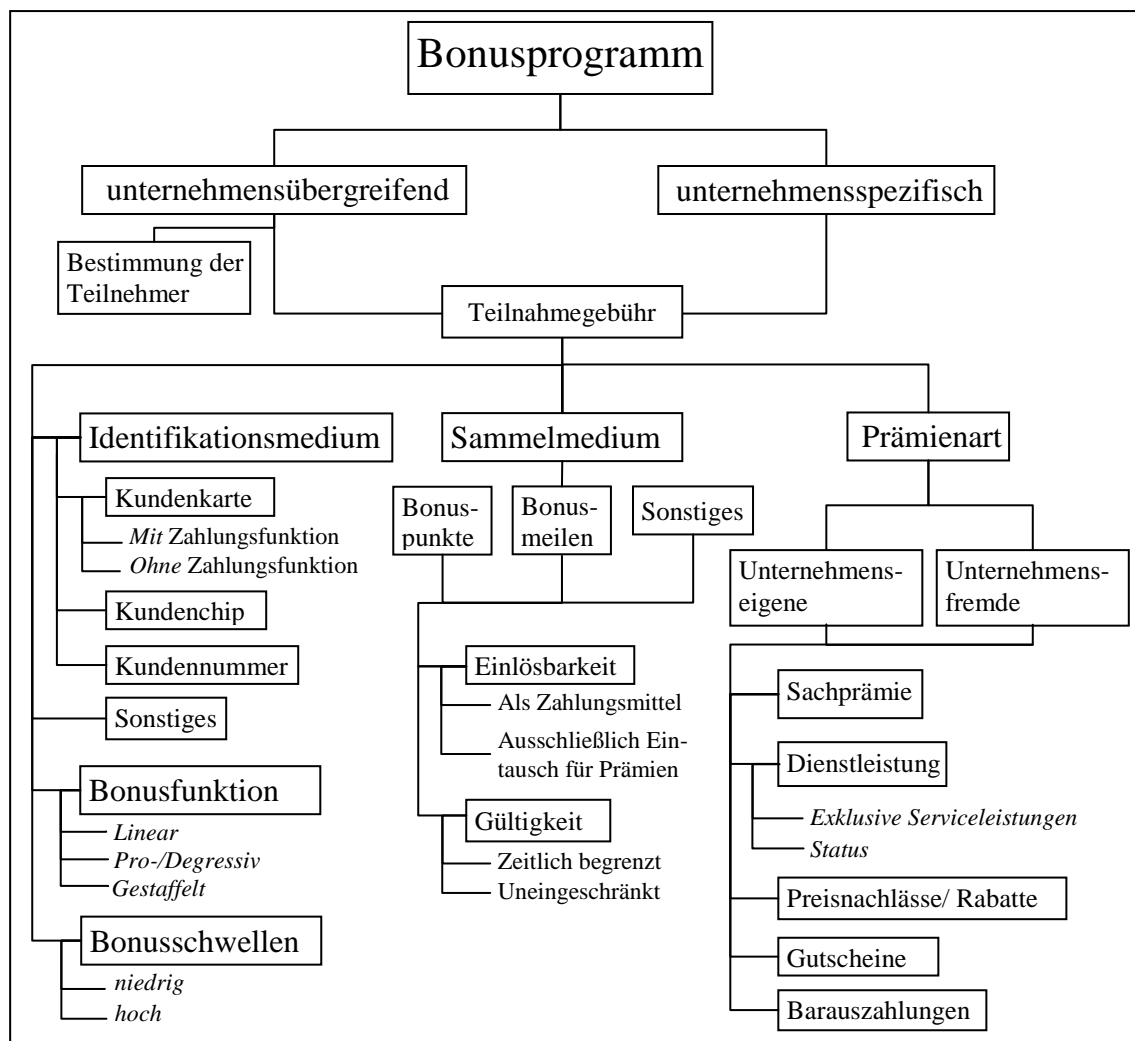 Bonusprogramm
unternehmensübergreifend
unternehmensspezifisch
Bestimmung der
Teilnehmer
Teilnahmegebühr
Identifikationsmedium
Kundenkarte
Mit Zahlungsfunktion
Ohne Zahlungsfunktion
Kundenchip
Kundennummer
Sonstiges
Bonusfunktion
Linear
Pro-/Degressiv
Gestaffelt
Bonusschwellen
niedrig
hoch
Sammelmedium
Bonus-
punkte
Bonus-
meilen
Sonstiges
Einlösbarkeit
Als Zahlungsmittel
Ausschließlich Ein-
tausch für Prämien
Gültigkeit
Zeitlich begrenzt
Uneingeschränkt
Prämienart
Unternehmens-
eigene
Unternehmens-
fremde
Sachprämie
Dienstleistung
Exklusive Serviceleistungen
Status
Preisnachlässe/ Rabatte
Gutscheine
Barauszahlungen